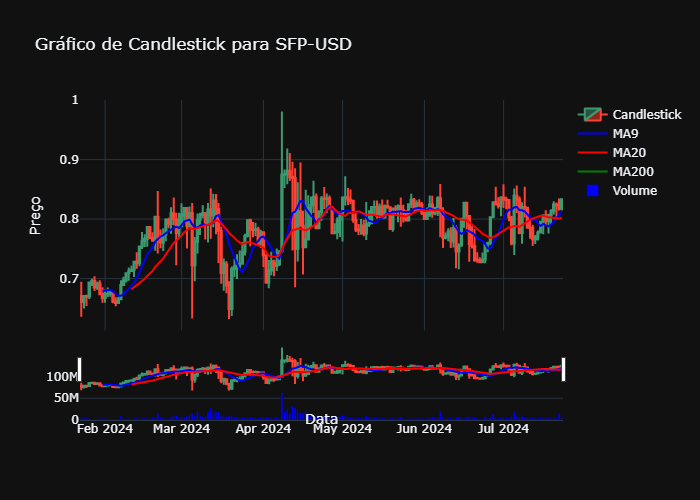 Gráfico de Candlestick para SFP-USD
1
0.9
0.8
0.7
Preço
Candlestick
MA9
MA20
MA200
Volume
100M
50M
0
Data
Feb 2024
Mar 2024
Apr 2024
May 2024
Jun 2024
Jul 2024